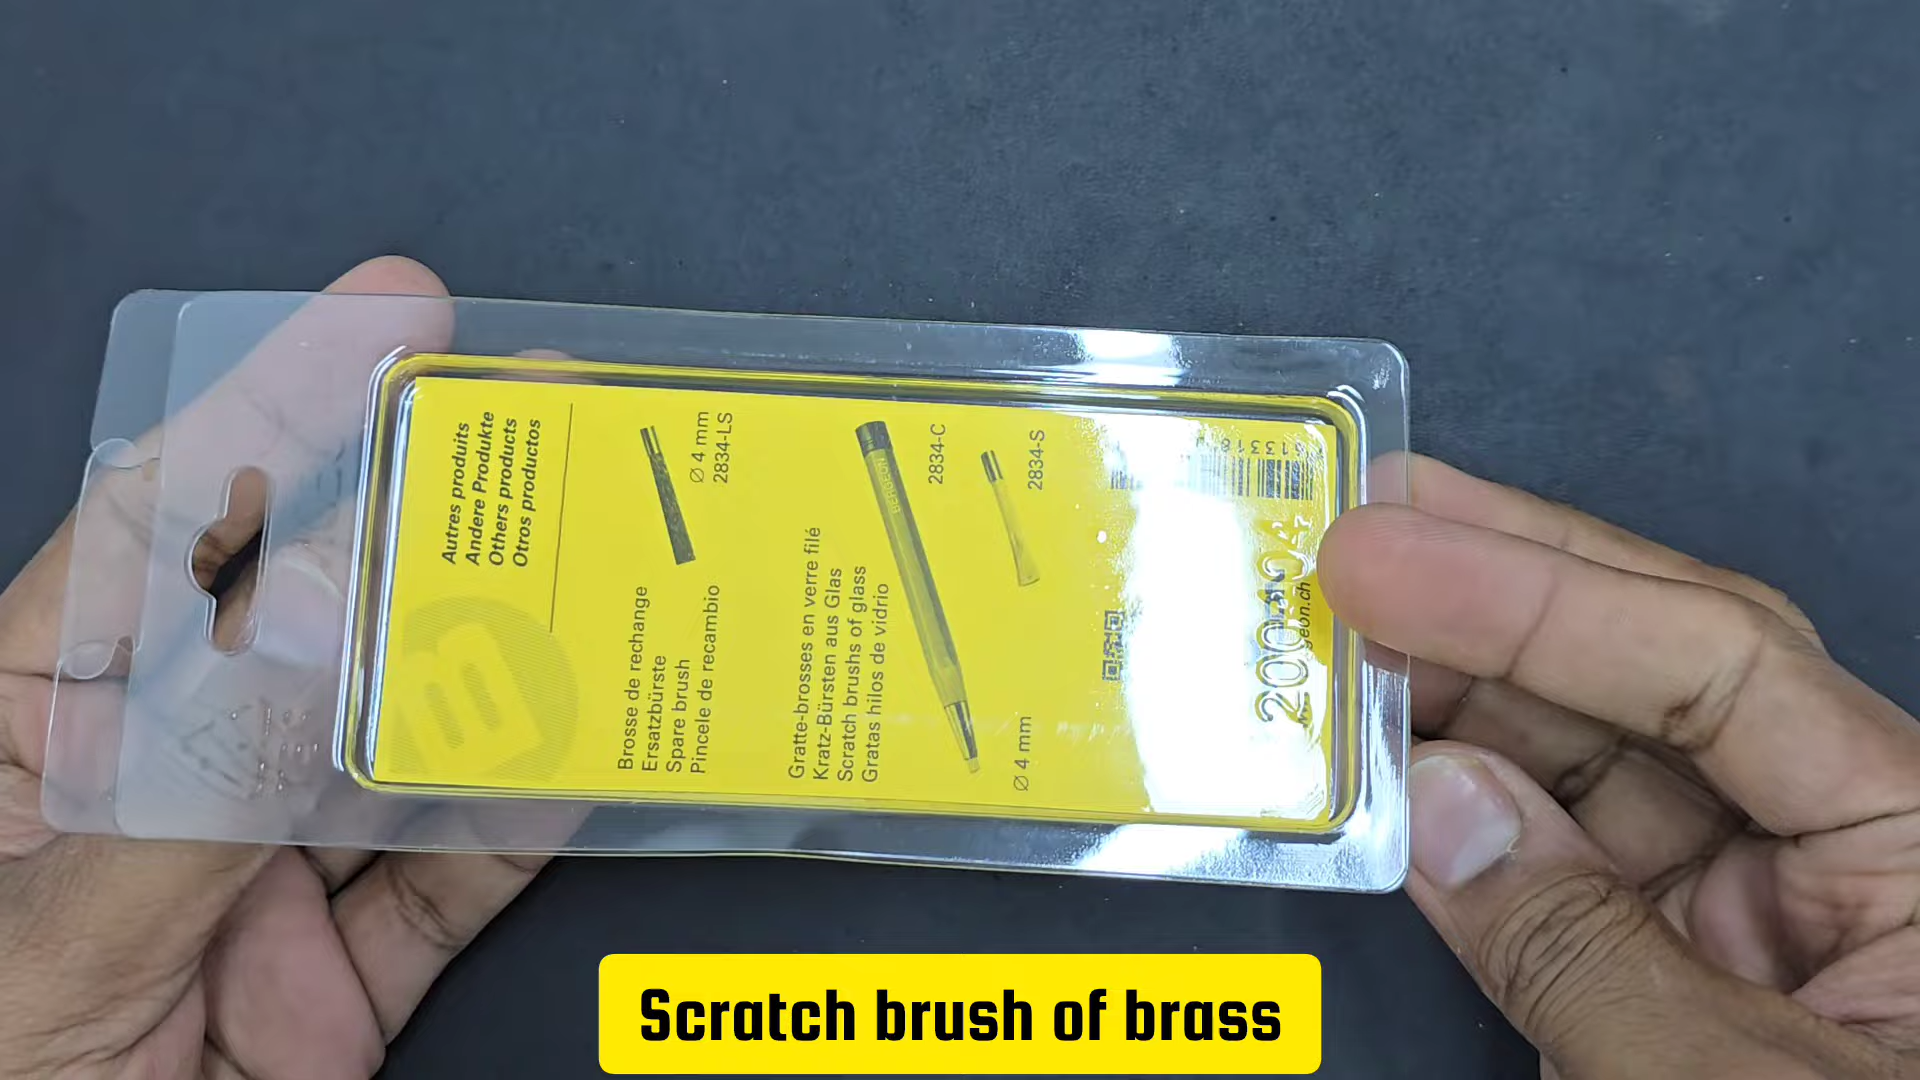 Autres produits
Andere Produkte
Others products
Otros productos
Ø 4 mm
2834-LS
Brosse de rechange
Ersatzbürste
Spare brush
Pincele de recambio
BERGEON
2834-C
Gratte-brosses en verre filé
Kratz-Bürsten aus Glas
Scratch brushs of glass
Gratas hilos de vidrio
Ø 4 mm
2834-S
geon.ch
Scratch brush of brass